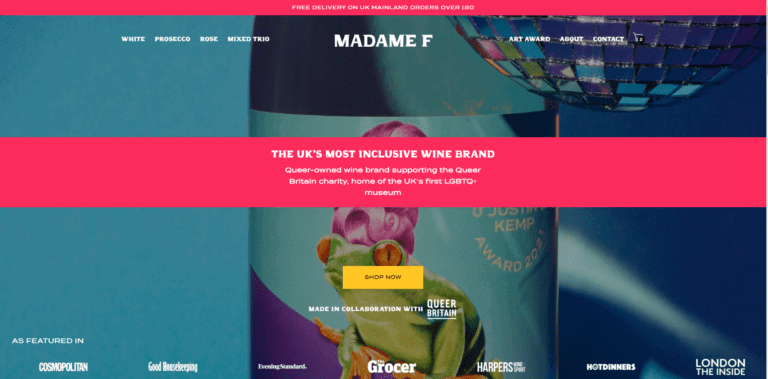 FREE DELIVERY ON UK MAINLAND ORDERS OVER £80
WHITE PROSECCO ROSE MIXED TRIO
MADAME F
ART AWARD ABOUT CONTACT
THE UK'S MOST INCLUSIVE WINE BRAND
Queer-owned wine brand supporting the Queer
Britain charity, home of the UK's first LGBTQ+
museum
© JUSTIN
KEMP
AWARD 2021
SHOP NOW
MADE IN COLLABORATION WITH
QUEER
BRITAIN
AS FEATURED IN
COSMOPOLITAN
Good Housekeeping
Evening Standard.
The Grocer
HARPERS WINE & SPIRIT
HOTDINNERS
LONDON
THE INSIDE